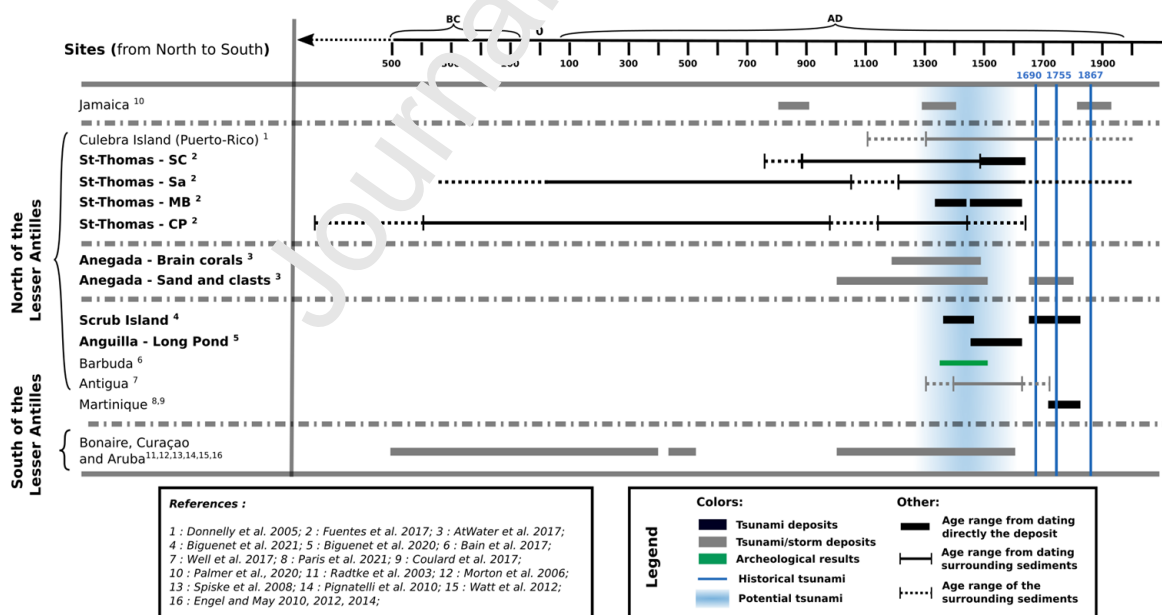 Journa
BC
AD
Sites (from North to South)
0
500 200 100 300 500 700 900 1100 1300 1500 1700 1900
1690 1755 1867
Jamaica 10
Culebra Island (Puerto-Rico) 1
St-Thomas - SC 2
St-Thomas - Sa 2
St-Thomas - MB 2
St-Thomas - CP 2
Anegada - Brain corals 3
Anegada - Sand and clasts 3
Scrub Island 4
Anguilla - Long Pond 5
Barbuda 6
Antigua 7
Martinique 8,9
Bonaire, Curaçao
and Aruba11,12,13,14,15,16
North of the
Lesser Antilles
South of the
Lesser Antilles
References :
1 : Donnelly et al. 2005; 2 : Fuentes et al. 2017; 3 : AtWater et al. 2017;
4 : Biguenet et al. 2021; 5 : Biguenet et al. 2020; 6 : Bain et al. 2017;
7 : Well et al. 2017; 8 : Paris et al. 2021; 9 : Coulard et al. 2017;
10 : Palmer et al., 2020; 11 : Radtke et al. 2003; 12 : Morton et al. 2006;
13 : Spiske et al. 2008; 14 : Pignatelli et al. 2010; 15 : Watt et al. 2012;
16 : Engel and May 2010, 2012, 2014;
Legend
Colors:
Tsunami deposits
Tsunami/storm deposits
Archeological results
Historical tsunami
Potential tsunami
Other:
Age range from dating
directly the deposit
Age range from dating
surrounding sediments
Age range of the
surrounding sediments